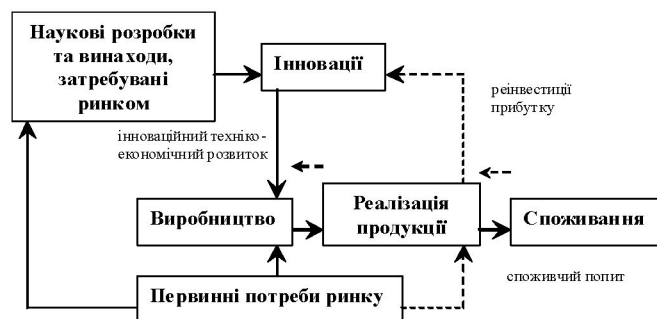 Наукові розробки
та винаходи,
затребувані
ринком
Інновації
реінвестиції
прибутку
інноваційний техніко-
економічний розвиток
Виробництво
Реалізація
продукції
Споживання
споживчий попит
Первинні потреби ринку